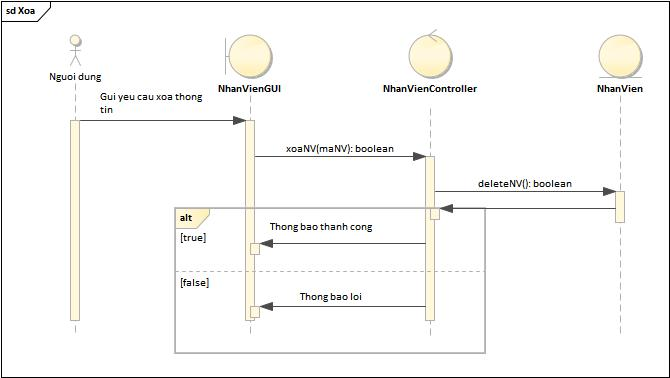 sd Xoa
Nguoi dung
NhanVienGUI
NhanVienController
NhanVien
Gui yeu cau xoa thong
tin
xoaNV(maNV): boolean
deleteNV(): boolean
alt
[true]
Thong bao thanh cong
[false]
Thong bao loi